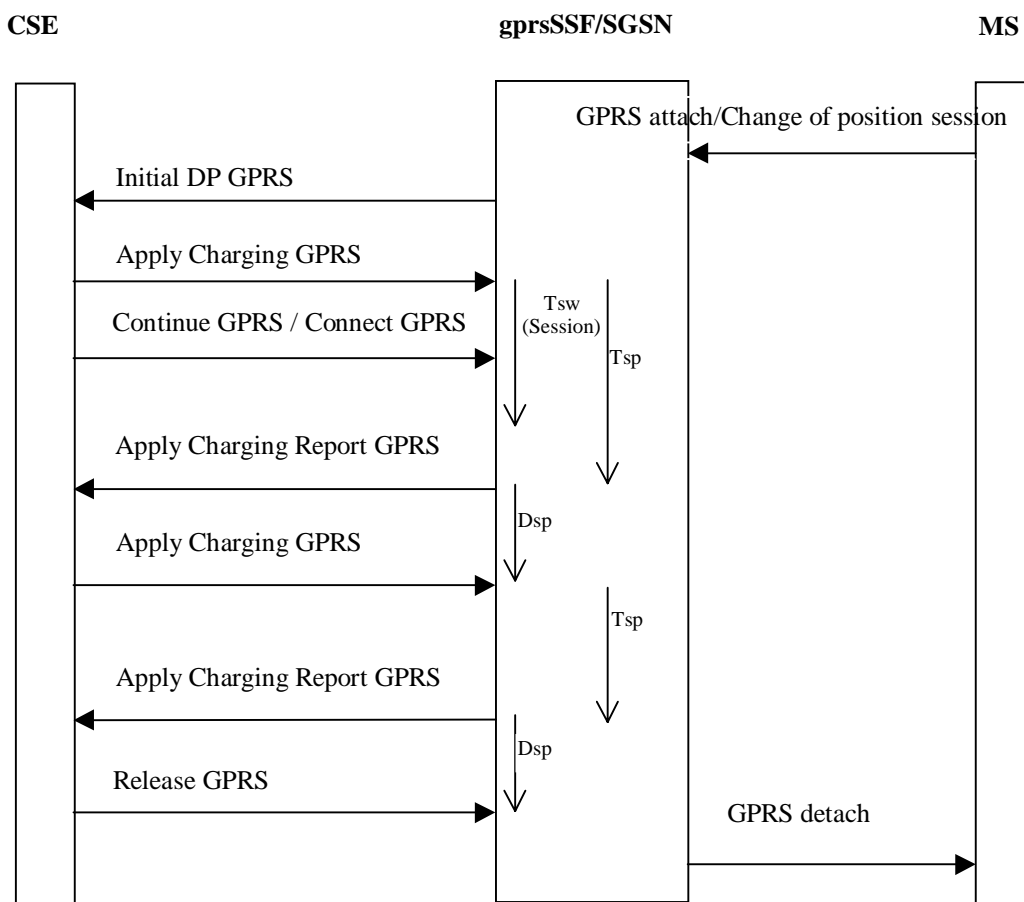 CSE
gprsSSF/SGSN
MS
GPRS attach/Change of position session
Initial DP GPRS
Apply Charging GPRS
Tsw
(Session)
Continue GPRS / Connect GPRS
Tsp
Apply Charging Report GPRS
Dsp
Apply Charging GPRS
Tsp
Apply Charging Report GPRS
Dsp
Release GPRS
GPRS detach